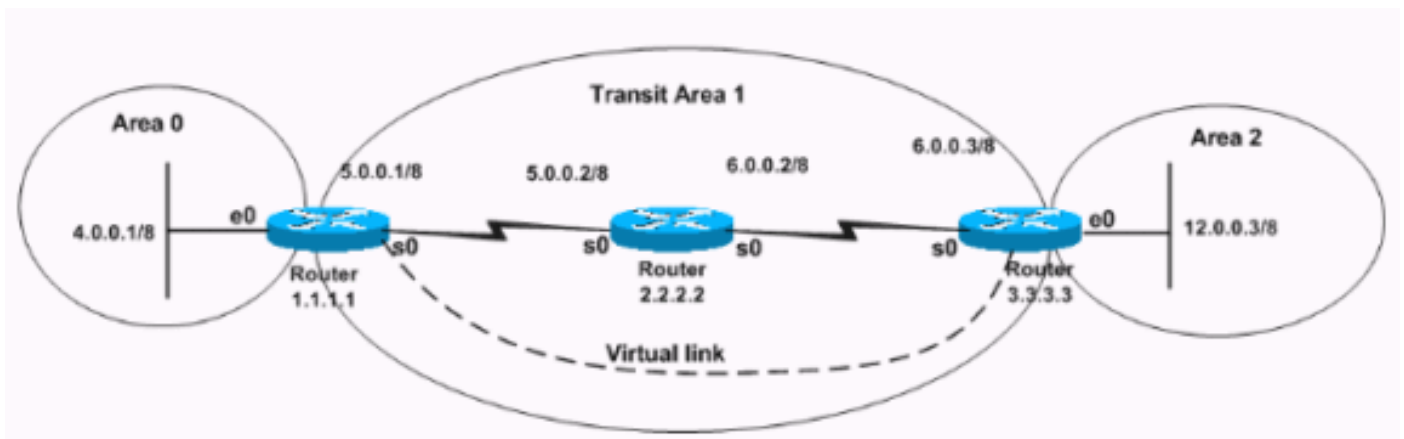 Transit Area 1
Area 0
Area 2
5.0.0.1/8
5.0.0.2/8
6.0.0.2/8
6.0.0.3/8
4.0.0.1/8
e0
s0
s0
s0
s0
e0
12.0.0.3/8
Router
1.1.1.1
Router
2.2.2.2
Router
3.3.3.3
Virtual link